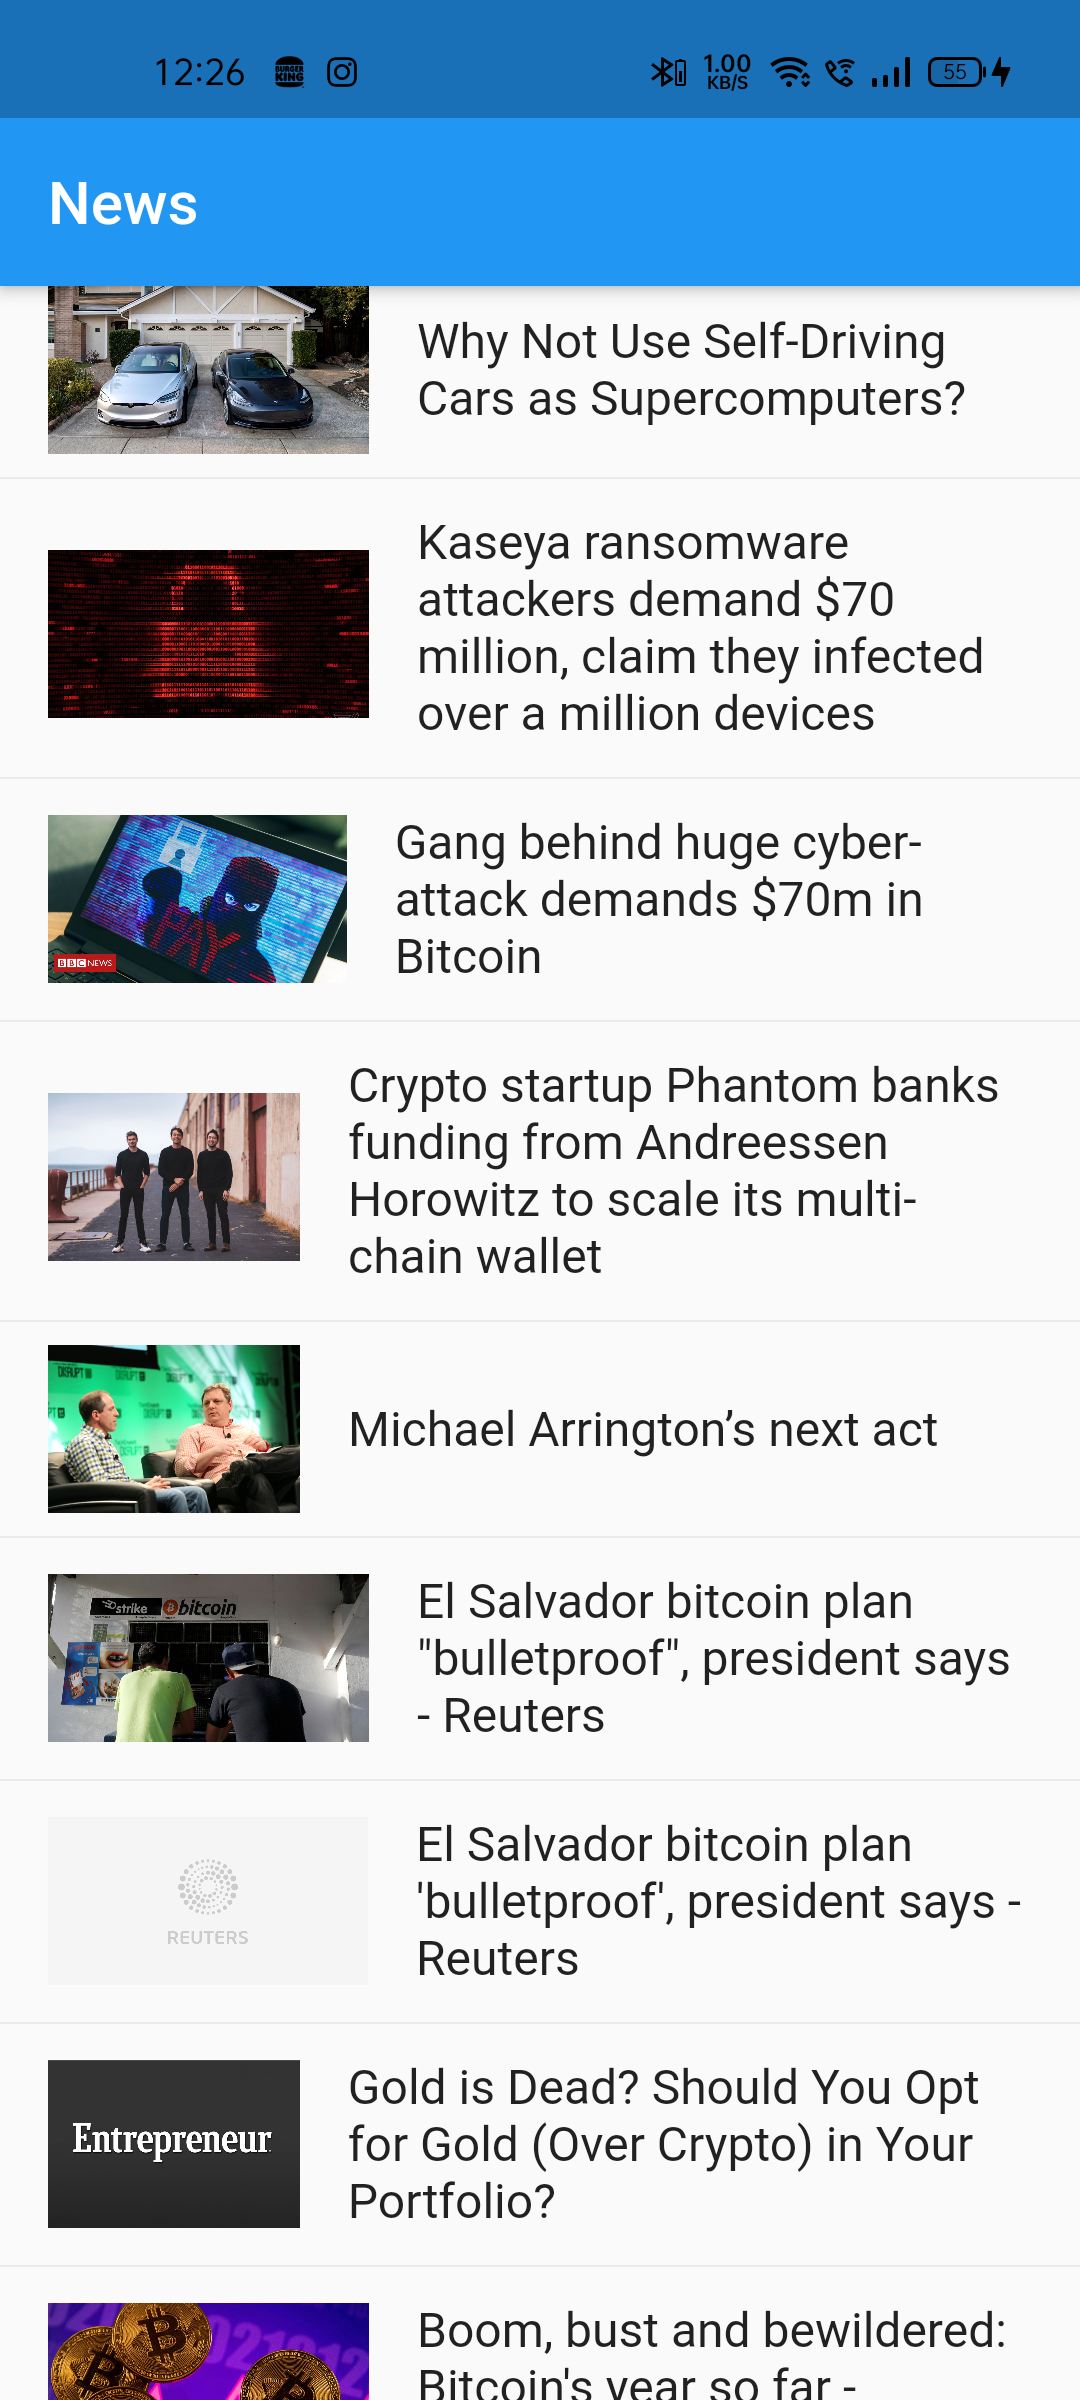 12:26
BURGER KING
1.00 KB/S
55
News
Why Not Use Self-Driving
Cars as Supercomputers?
Kaseya ransomware
attackers demand $70
million, claim they infected
over a million devices
PAY
BBC NEWS
Gang behind huge cyber-
attack demands $70m in
Bitcoin
Crypto startup Phantom banks
funding from Andreessen
Horowitz to scale its multi-
chain wallet
DISRUPT
DISRUPT
DISRUPT
Michael Arrington’s next act
strike bitcoin
El Salvador bitcoin plan
"bulletproof", president says
- Reuters
REUTERS
El Salvador bitcoin plan
'bulletproof', president says -
Reuters
Entrepreneur
Gold is Dead? Should You Opt
for Gold (Over Crypto) in Your
Portfolio?
Boom, bust and bewildered:
Bitcoin's year so far -